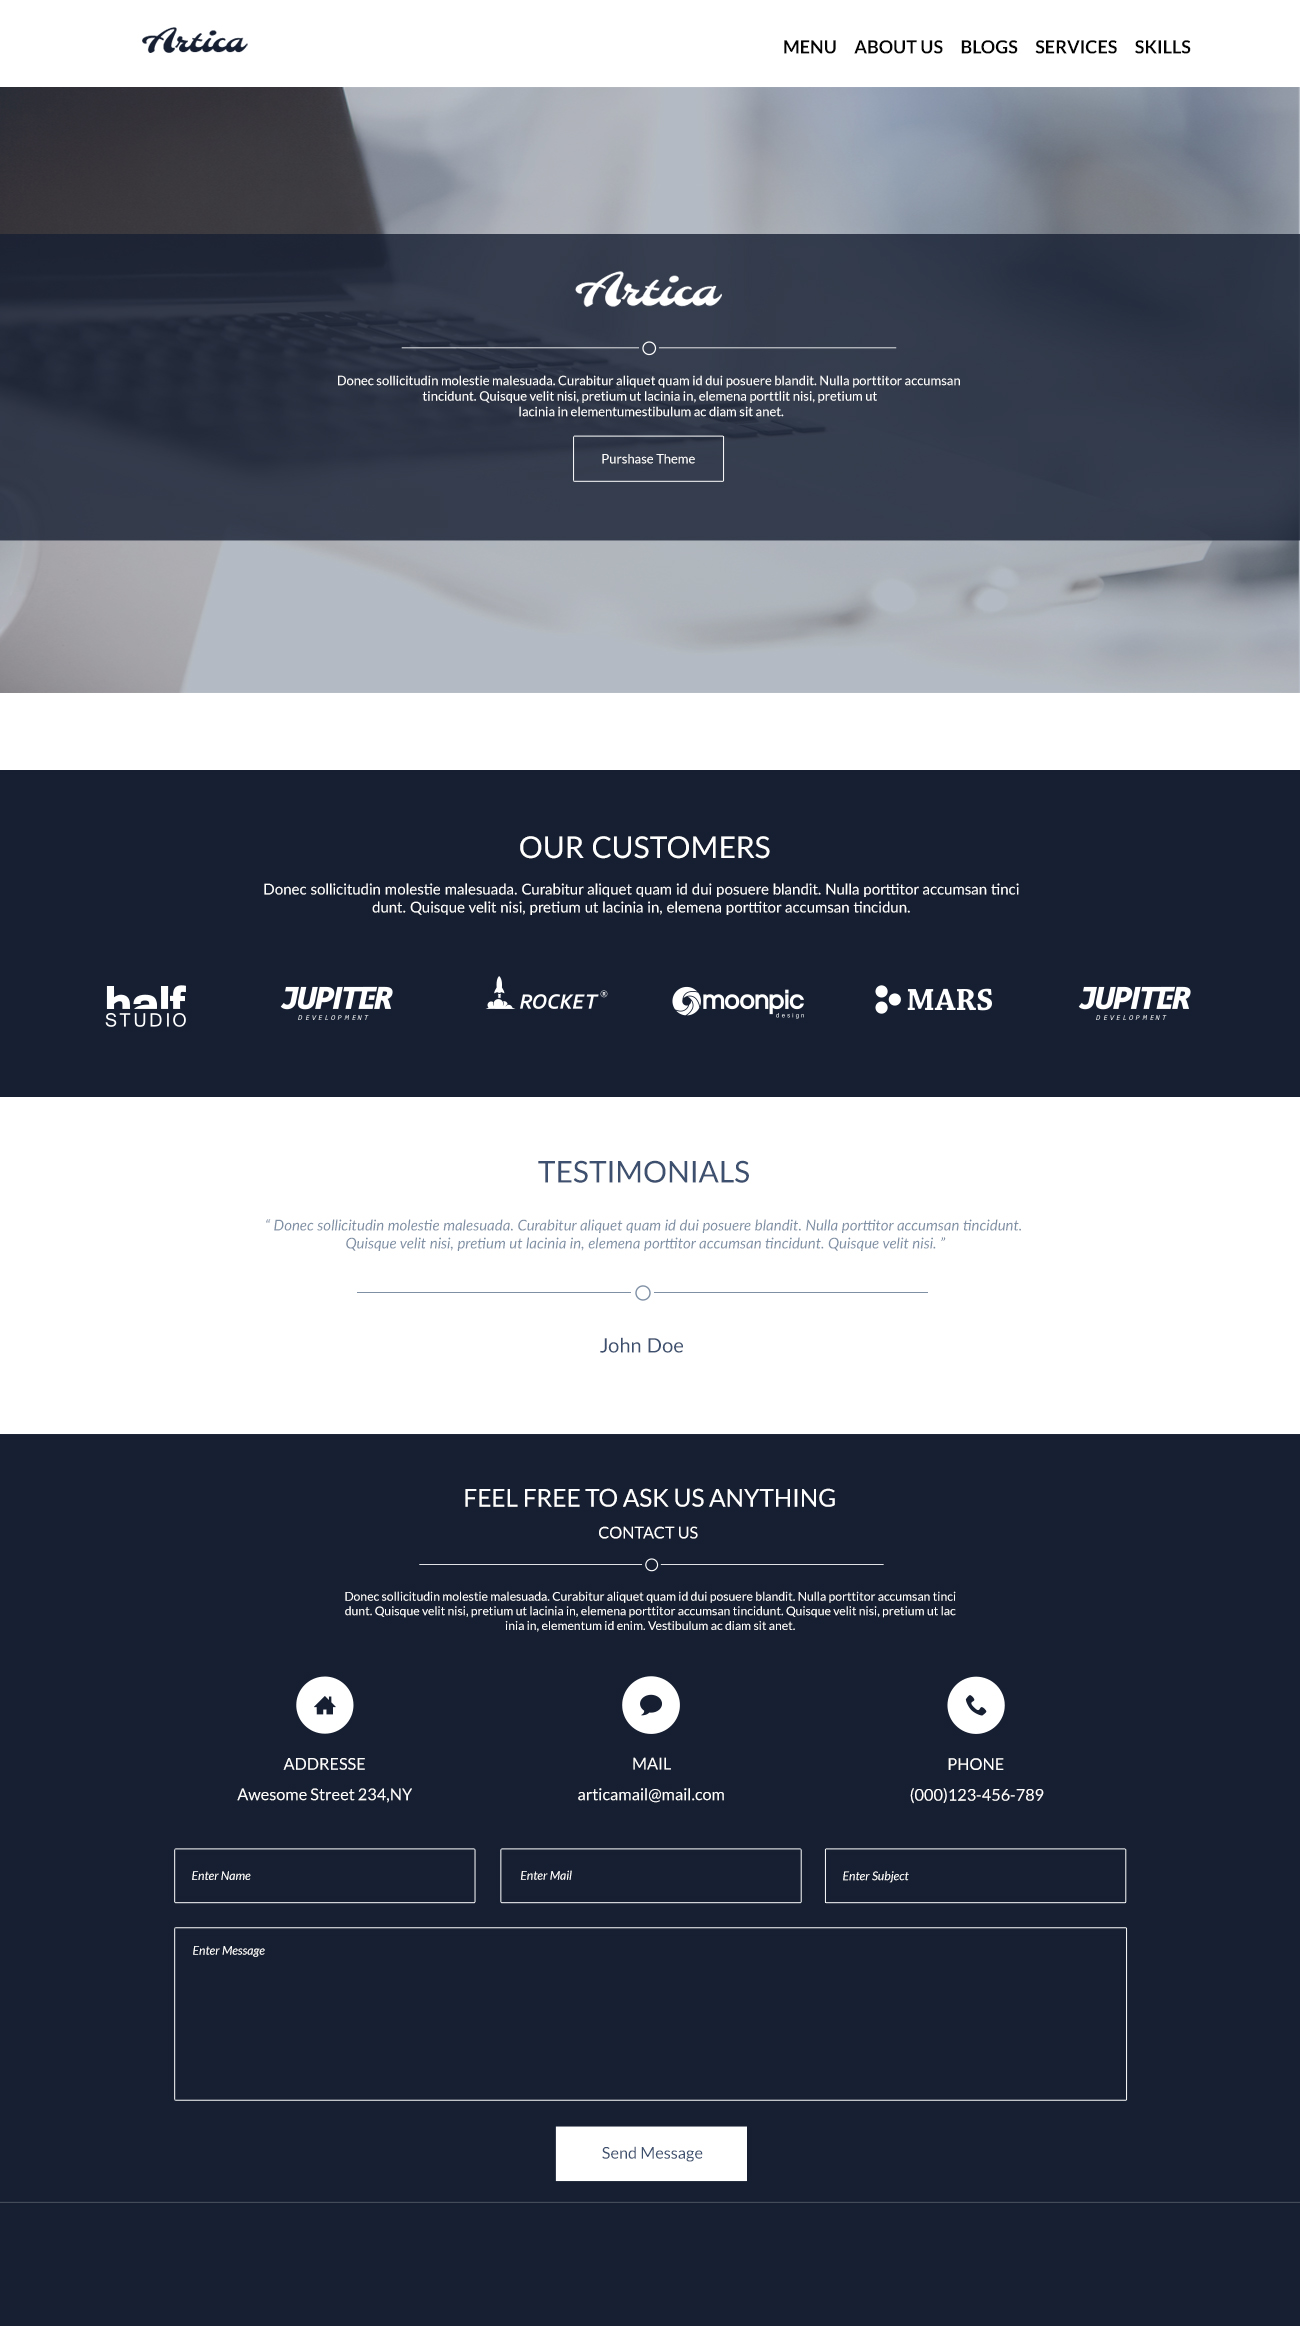 Artica
MENU ABOUT US BLOGS SERVICES SKILLS
Artica
Donec sollicitudin molestie malesuada. Curabitur aliquet quam id dui posuere blandit. Nulla porttitor accumsan
tincidunt. Quisque velit nisi, pretium ut lacinia in, elemena porttlit nisi, pretium ut
lacinia in elementumestibulum ac diam sit anet.
Purshase Theme
OUR CUSTOMERS
Donec sollicitudin molestie malesuada. Curabitur aliquet quam id dui posuere blandit. Nulla porttitor accumsan tinci
dunt. Quisque velit nisi, pretium ut lacinia in, elemena porttitor accumsan tincidun.
half
STUDIO
JUPITER
DEVELOPMENT
ROCKET®
moonpic
design
MARS
JUPITER
DEVELOPMENT
TESTIMONIALS
“ Donec sollicitudin molestie malesuada. Curabitur aliquet quam id dui posuere blandit. Nulla porttitor accumsan tincidunt.
Quisque velit nisi, pretium ut lacinia in, elemena porttitor accumsan tincidunt. Quisque velit nisi. ”
John Doe
FEEL FREE TO ASK US ANYTHING
CONTACT US
Donec sollicitudin molestie malesuada. Curabitur aliquet quam id dui posuere blandit. Nulla porttitor accumsan tinci
dunt. Quisque velit nisi, pretium ut lacinia in, elemena porttitor accumsan tincidunt. Quisque velit nisi, pretium ut lac
inia in, elementum id enim. Vestibulum ac diam sit anet.
ADDRESSE
Awesome Street 234,NY
MAIL
articamail@mail.com
PHONE
(000)123-456-789
Enter Name
Enter Mail
Enter Subject
Enter Message
Send Message